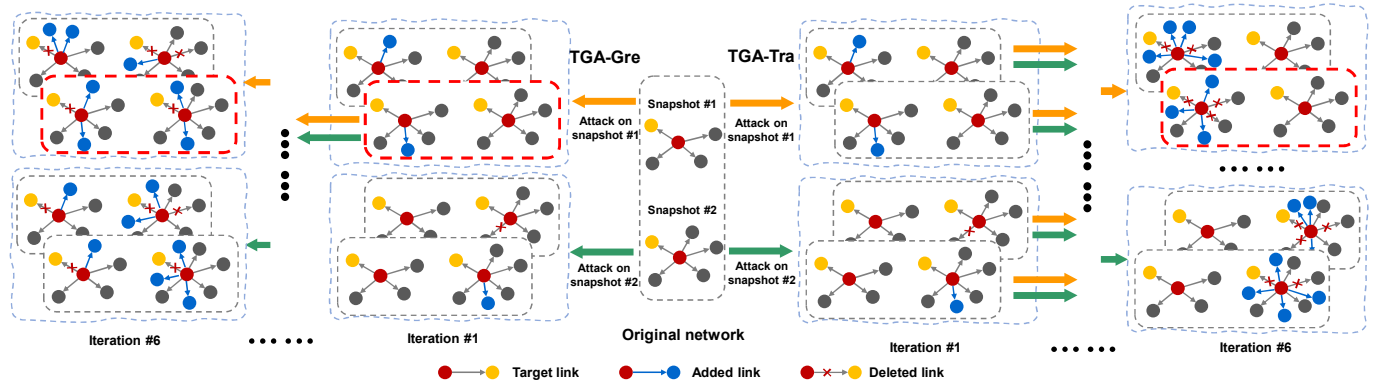 TGA-Gre
TGA-Tra
Snapshot #1
Attack on
snapshot #1
Attack on
snapshot #1
Snapshot #2
Attack on
snapshot #2
Attack on
snapshot #2
Iteration #6
Iteration #1
Original network
Iteration #1
Iteration #6
Target link
Added link
Deleted link